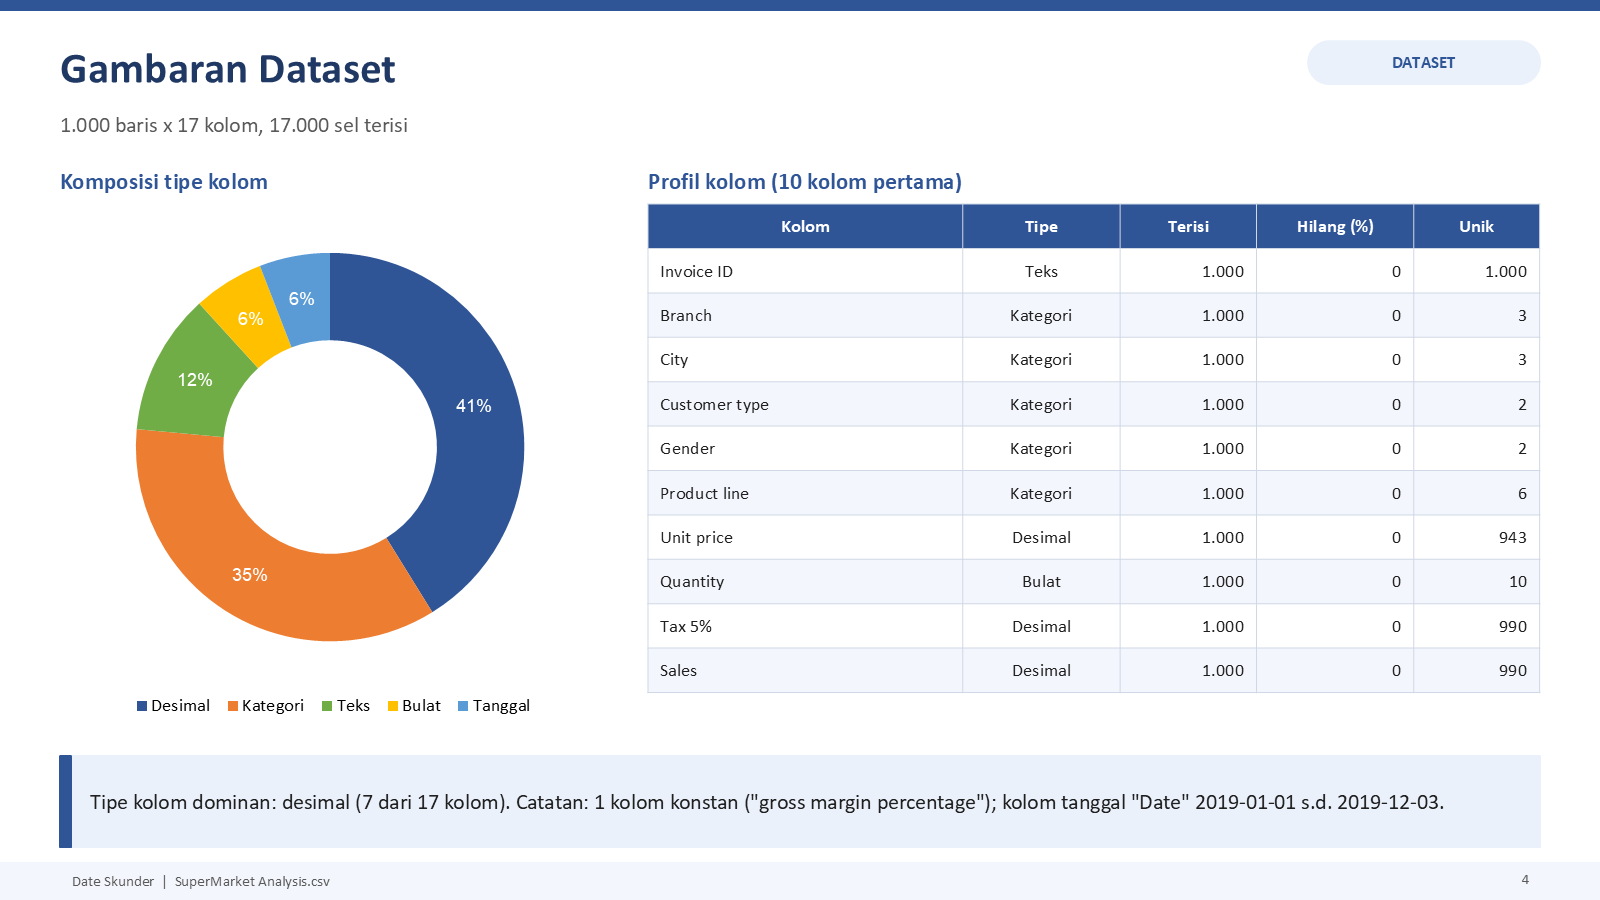 Gambaran Dataset
DATASET
1.000 baris x 17 kolom, 17.000 sel terisi
Komposisi tipe kolom
6%
6%
12%
41%
35%
Desimal Kategori Teks Bulat Tanggal
Profil kolom (10 kolom pertama)
Kolom Tipe Terisi Hilang (%) Unik
Invoice ID Teks 1.000 0 1.000
Branch Kategori 1.000 0 3
City Kategori 1.000 0 3
Customer type Kategori 1.000 0 2
Gender Kategori 1.000 0 2
Product line Kategori 1.000 0 6
Unit price Desimal 1.000 0 943
Quantity Bulat 1.000 0 10
Tax 5% Desimal 1.000 0 990
Sales Desimal 1.000 0 990
Tipe kolom dominan: desimal (7 dari 17 kolom). Catatan: 1 kolom konstan ("gross margin percentage"); kolom tanggal "Date" 2019-01-01 s.d. 2019-12-03.
Date Skunder | SuperMarket Analysis.csv
4